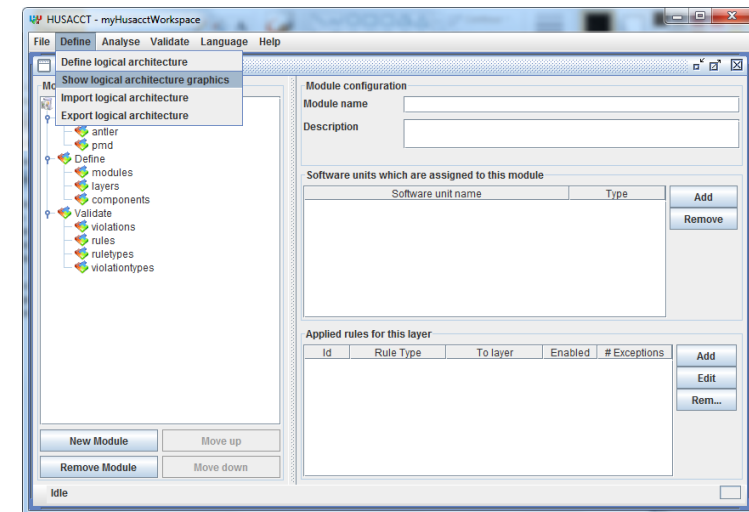 HUSACCT - myHusacctWorkspace
File Define Analyse Validate Language Help
Define logical architecture
Show logical architecture graphics
Import logical architecture
Export logical architecture
antler
pmd
Define
modules
layers
components
Validate
violations
rules
ruletypes
violationtypes
New Module Move up
Remove Module Move down
Module configuration
Module name
Description
Software units which are assigned to this module
Software unit name Type
Add
Remove
Applied rules for this layer
Id Rule Type To layer Enabled # Exceptions
Add
Edit
Rem...
Idle